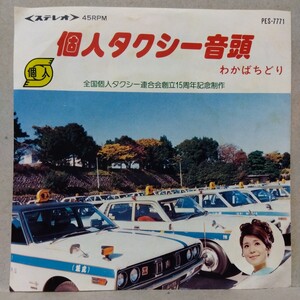 ステレオ 45RPM
PES-7771
個人タクシー音頭
わかばちどり
個人
全国個人タクシー連合会創立15周年記念制作